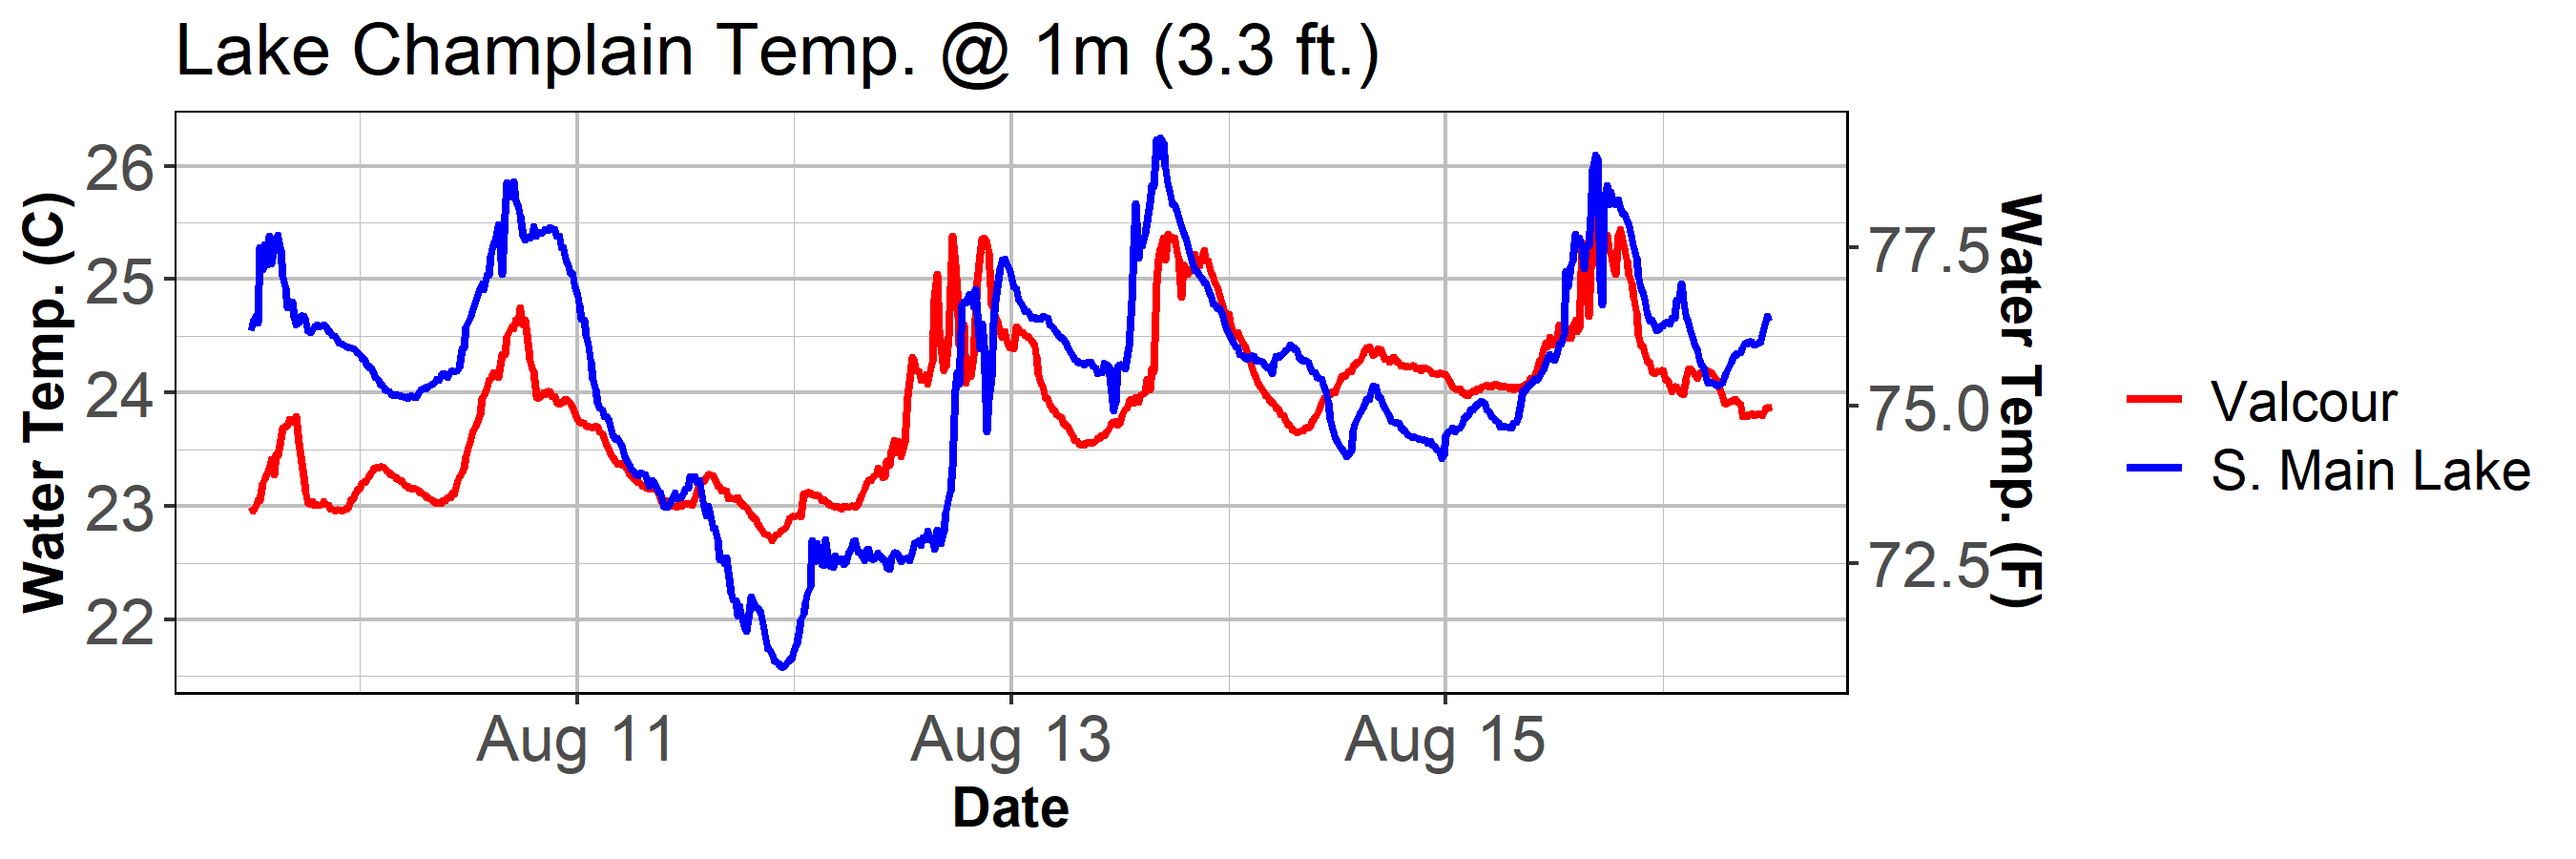 Lake Champlain Temp. @ 1m (3.3 ft.)
Water Temp. (C)
26
25
24
23
22
77.5
75.0
72.5
Water Temp. (F)
Valcour
S. Main Lake
Aug 11
Aug 13
Aug 15
Date